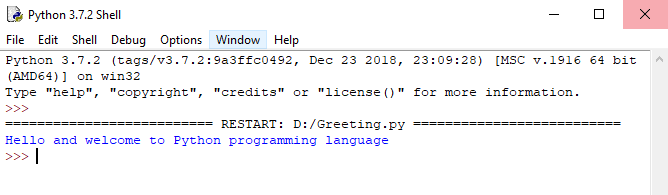 Python 3.7.2 Shell
File Edit Shell Debug Options Window Help
Python 3.7.2 (tags/v3.7.2:9a3ffc0492, Dec 23 2018, 23:09:28) [MSC v.1916 64 bit
(AMD64)] on win32
Type "help", "copyright", "credits" or "license()" for more information.
>>>
=========================== RESTART: D:/Greeting.py ===========================
Hello and welcome to Python programming language
>>>